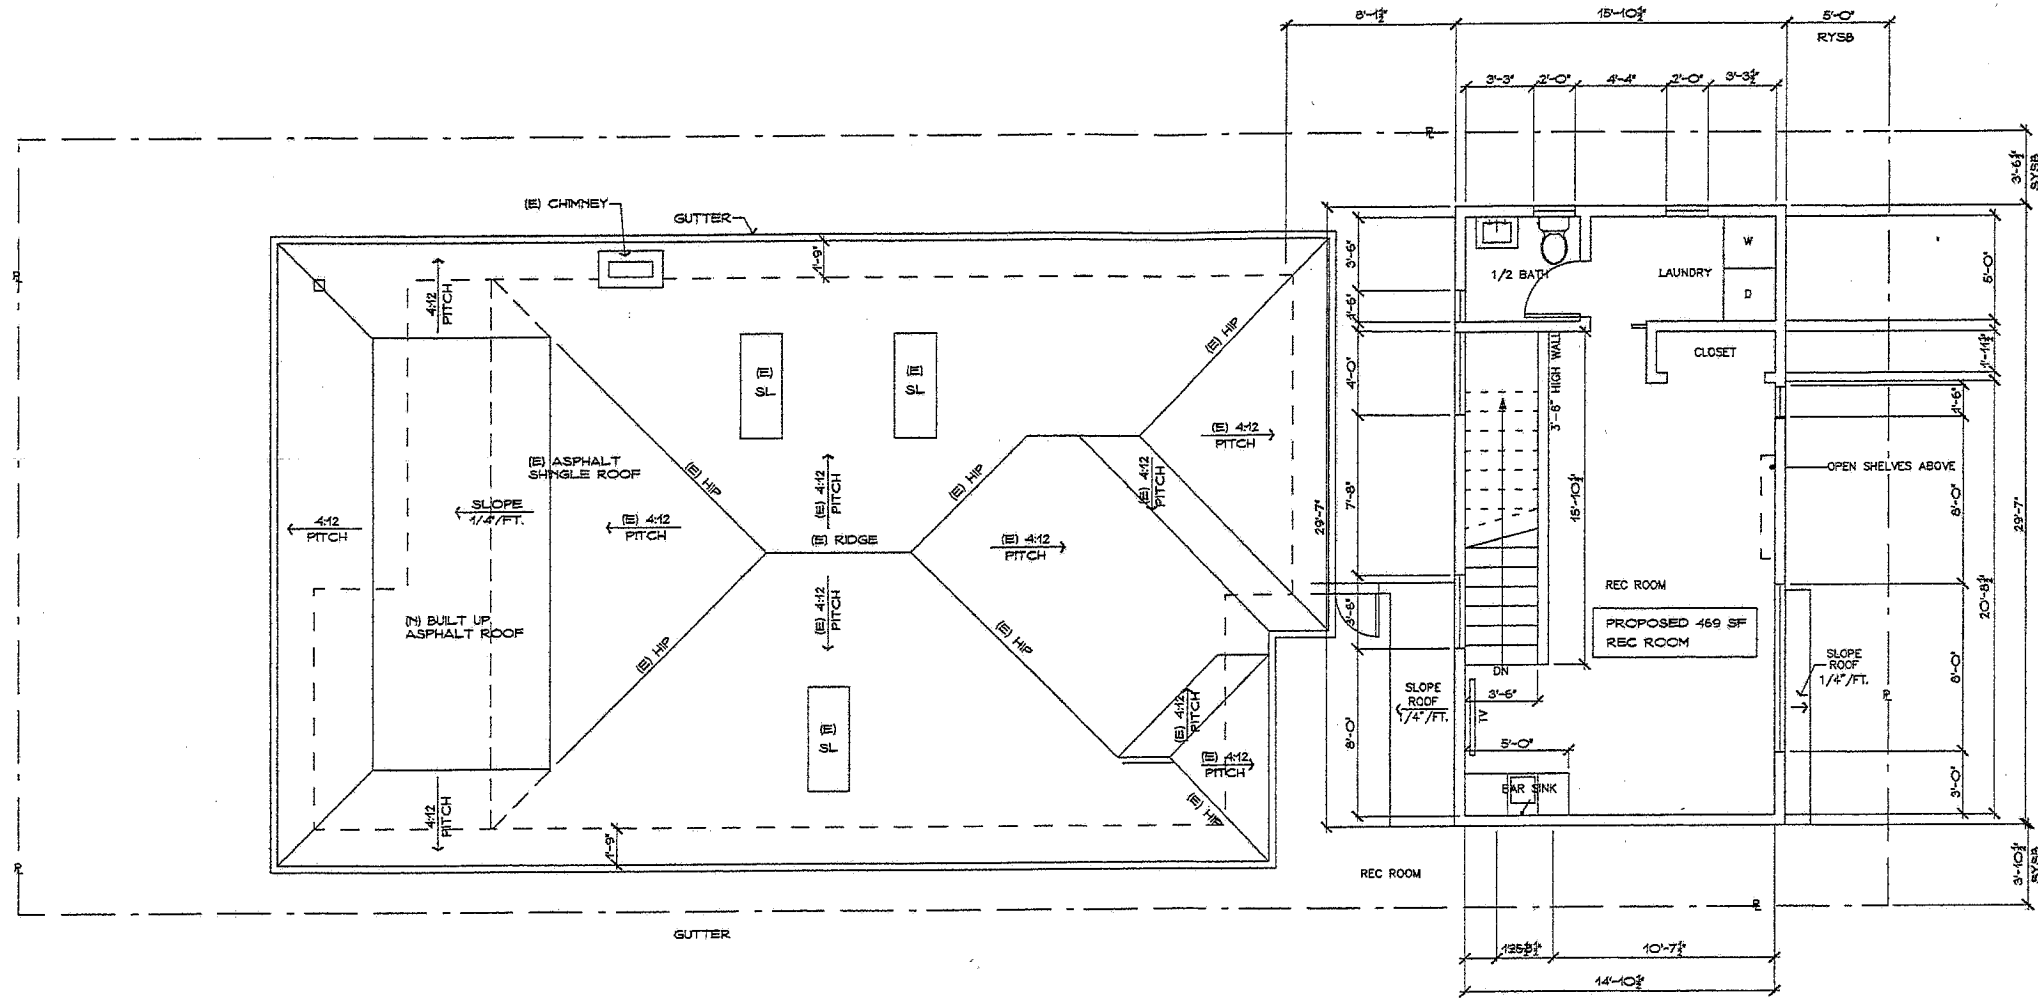 8'-1½"
15'-10½"
5'-0"
RYSB
3'-3"
2'-0"
4'-4"
2'-0"
3'-3½"
PL
3'-6½"
SYSB
(E) CHIMNEY
GUTTER
1'-9"
3'-6"
1/2 BATH
LAUNDRY
W
D
5'-0"
PL
4:12
PITCH
1'-6"
(E) HIP
(E)
SL
(E)
SL
4'-0"
3'-6" HIGH WALL
CLOSET
1'-11½"
1'-6"
(E) 4:12
PITCH
(E) ASPHALT
SHINGLE ROOF
(E) HIP
(E) HIP
(E) 4:12
PITCH
(E) 4:12
PITCH
OPEN SHELVES ABOVE
SLOPE
1/4"/FT.
4:12
PITCH
(E) 4:12
PITCH
(E) RIDGE
(E) 4:12
PITCH
29'-7"
7'-8"
15'-10½"
8'-0"
29'-7"
REC ROOM
20'-8½"
(E) 4:12
PITCH
(N) BUILT UP
ASPHALT ROOF
(E) HIP
(E) HIP
PROPOSED 469 SF
REC ROOM
DN
SLOPE
ROOF
1/4"/FT.
8'-0"
SLOPE
ROOF
1/4"/FT.
3'-6"
TV
PL
(E) 4:12
PITCH
(E)
SL
8'-0"
5'-0"
(E) 4:12
PITCH
BAR SINK
3'-0"
4:12
PITCH
(E) HIP
1'-9"
PL
REC ROOM
3'-10½"
SYSB
PL
GUTTER
10'-7½"
14'-10½"